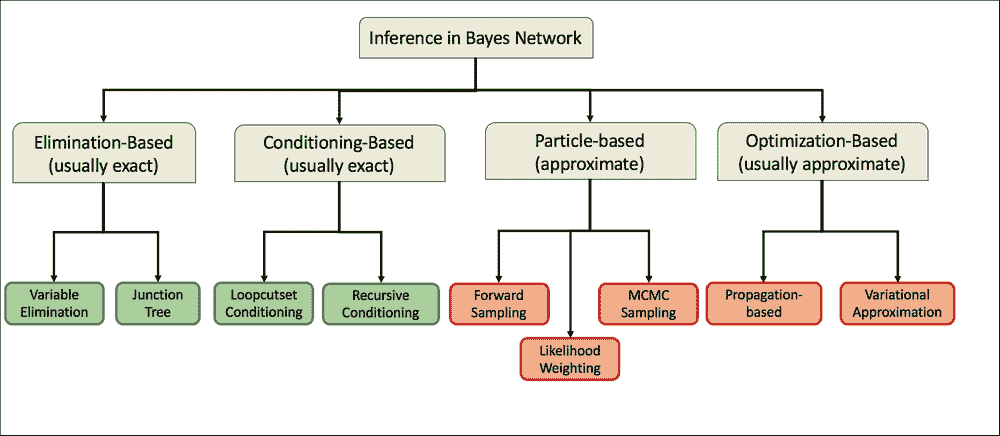 Inference in Bayes Network
Elimination-Based
(usually exact)
Conditioning-Based
(usually exact)
Particle-based
(approximate)
Optimization-Based
(usually approximate)
Variable
Elimination
Junction
Tree
Loopcutset
Conditioning
Recursive
Conditioning
Forward
Sampling
Likelihood
Weighting
MCMC
Sampling
Propagation-
based
Variational
Approximation